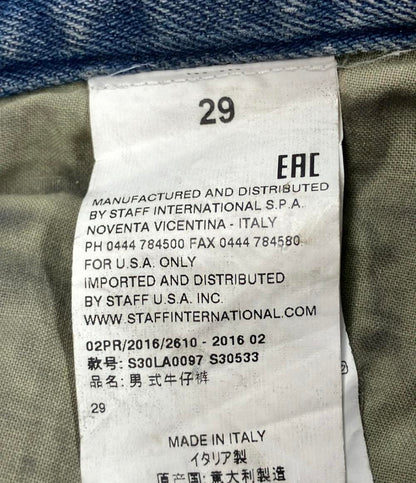 29
EAC
MANUFACTURED AND DISTRIBUTED
BY STAFF INTERNATIONAL S.P.A.
NOVENTA VICENTINA - ITALY
PH 0444 784500 FAX 0444 784580
FOR U.S.A. ONLY
IMPORTED AND DISTRIBUTED
BY STAFF U.S.A. INC.
WWW.STAFFINTERNATIONAL.COM
02PR/2016/2610 - 2016 02
款号: S30LA0097 S30533
品名: 男式牛仔裤
29
MADE IN ITALY
イタリア製
原産国: 意大利製造